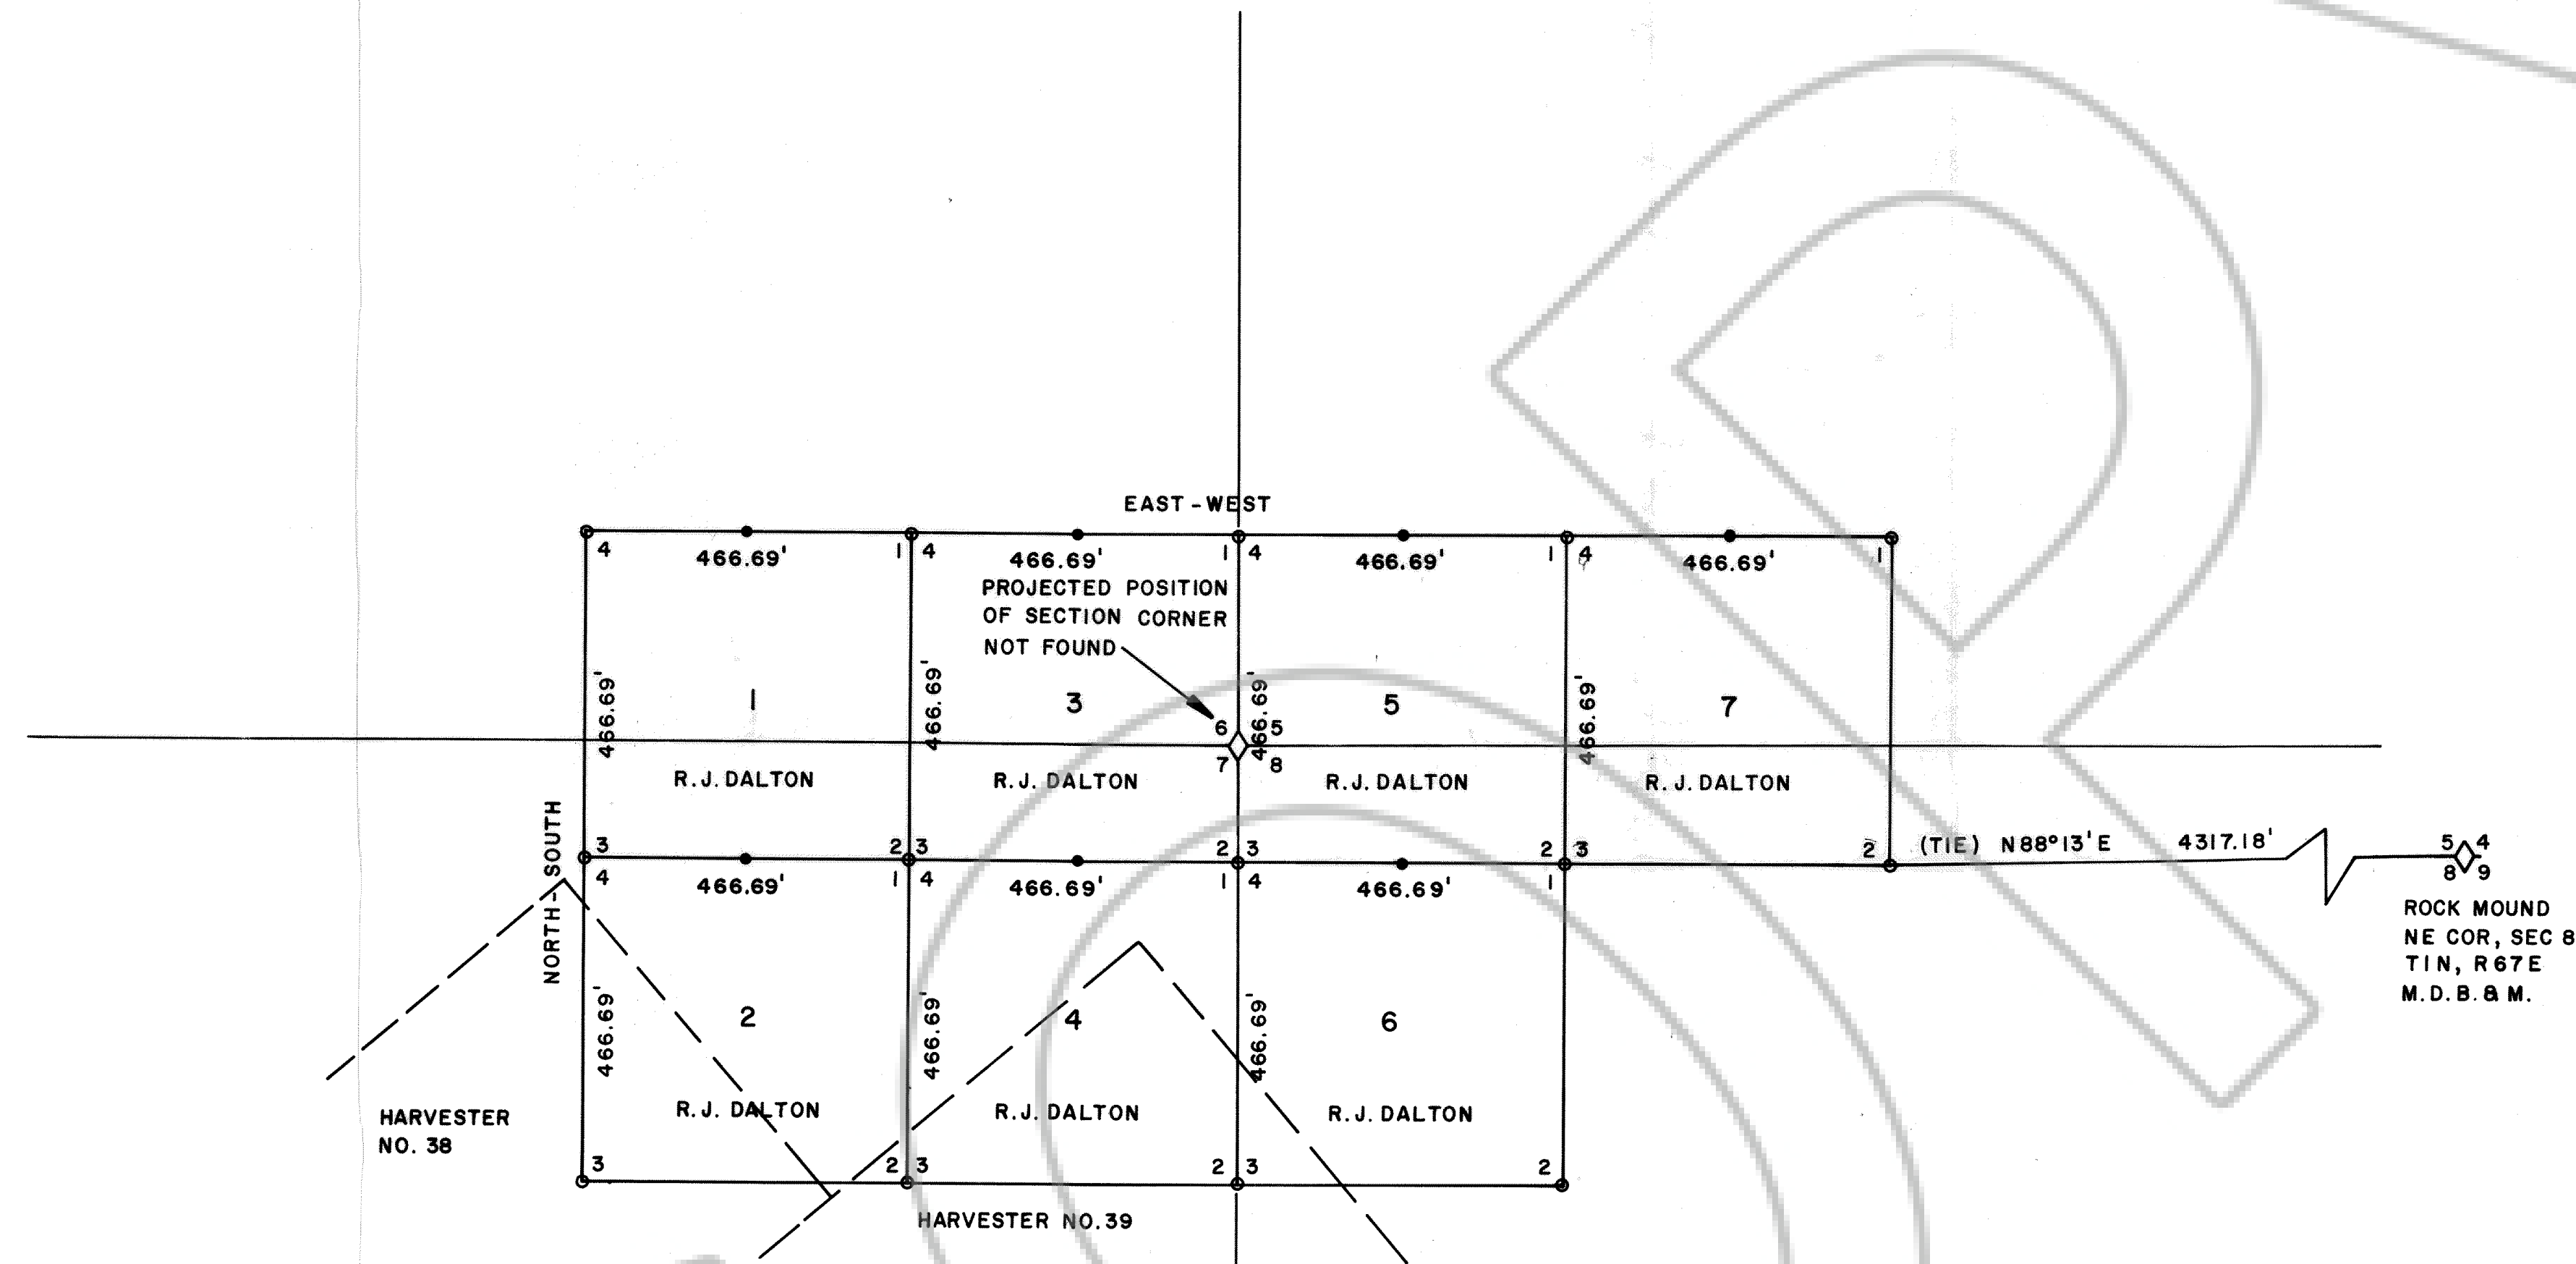 EAST-WEST
4 466.69' 1 4 466.69' 1 4 466.69' 1 4 466.69' 1
PROJECTED POSITION
OF SECTION CORNER
NOT FOUND
466.69' 466.69' 466.69' 466.69'
1 3 5 7
6 5
7 8
R.J. DALTON R.J. DALTON R.J. DALTON R.J. DALTON
NORTH-SOUTH
3 2 3 2 3 2 3 2
(TIE) N88°13'E 4317.18'
5 4
8 9
ROCK MOUND
NE COR, SEC 8
T1N, R67E
M.D.B.&M.
4 466.69' 1 4 466.69' 1 4 466.69' 1
466.69' 466.69' 466.69'
2 4 6
R.J. DALTON R.J. DALTON R.J. DALTON
HARVESTER
NO. 38
3 2 3 2 3 2
HARVESTER NO.39